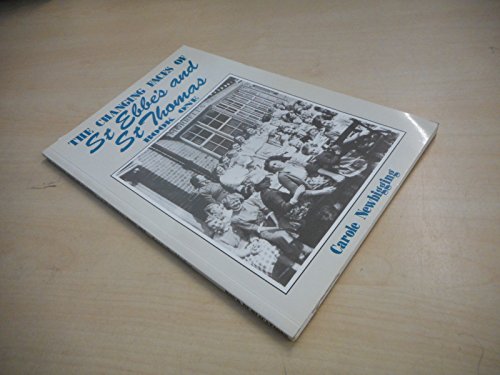 THE CHANGING FACES OF
St Ebbe's and
St Thomas
BOOK ONE
Carole Newbigging